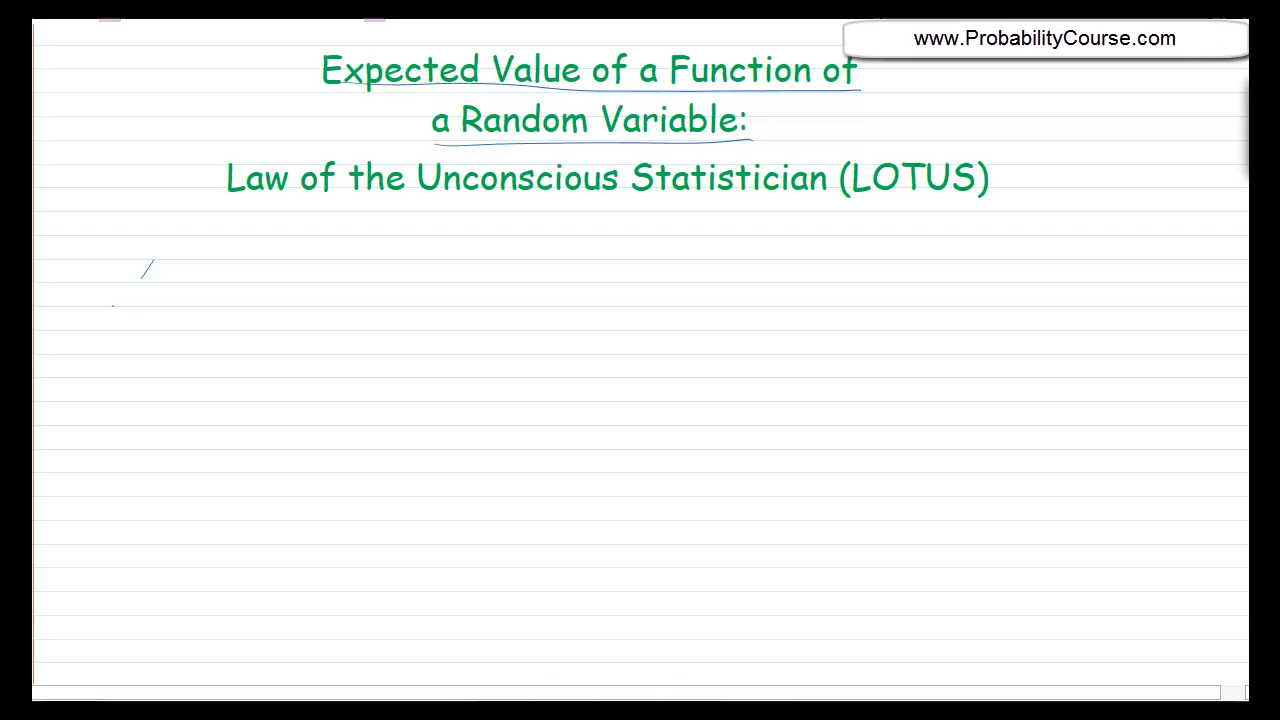 www.ProbabilityCourse.com
Expected Value of a Function of
a Random Variable:
Law of the Unconscious Statistician (LOTUS)